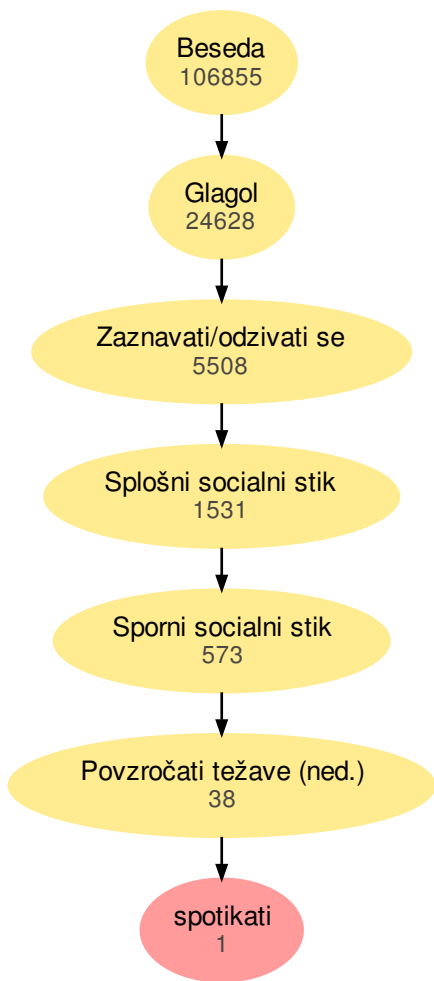 Beseda
106855
Glagol
24628
Zaznavati/odzivati se
5508
Splošni socialni stik
1531
Sporni socialni stik
573
Povzročati težave (ned.)
38
spotikati
1